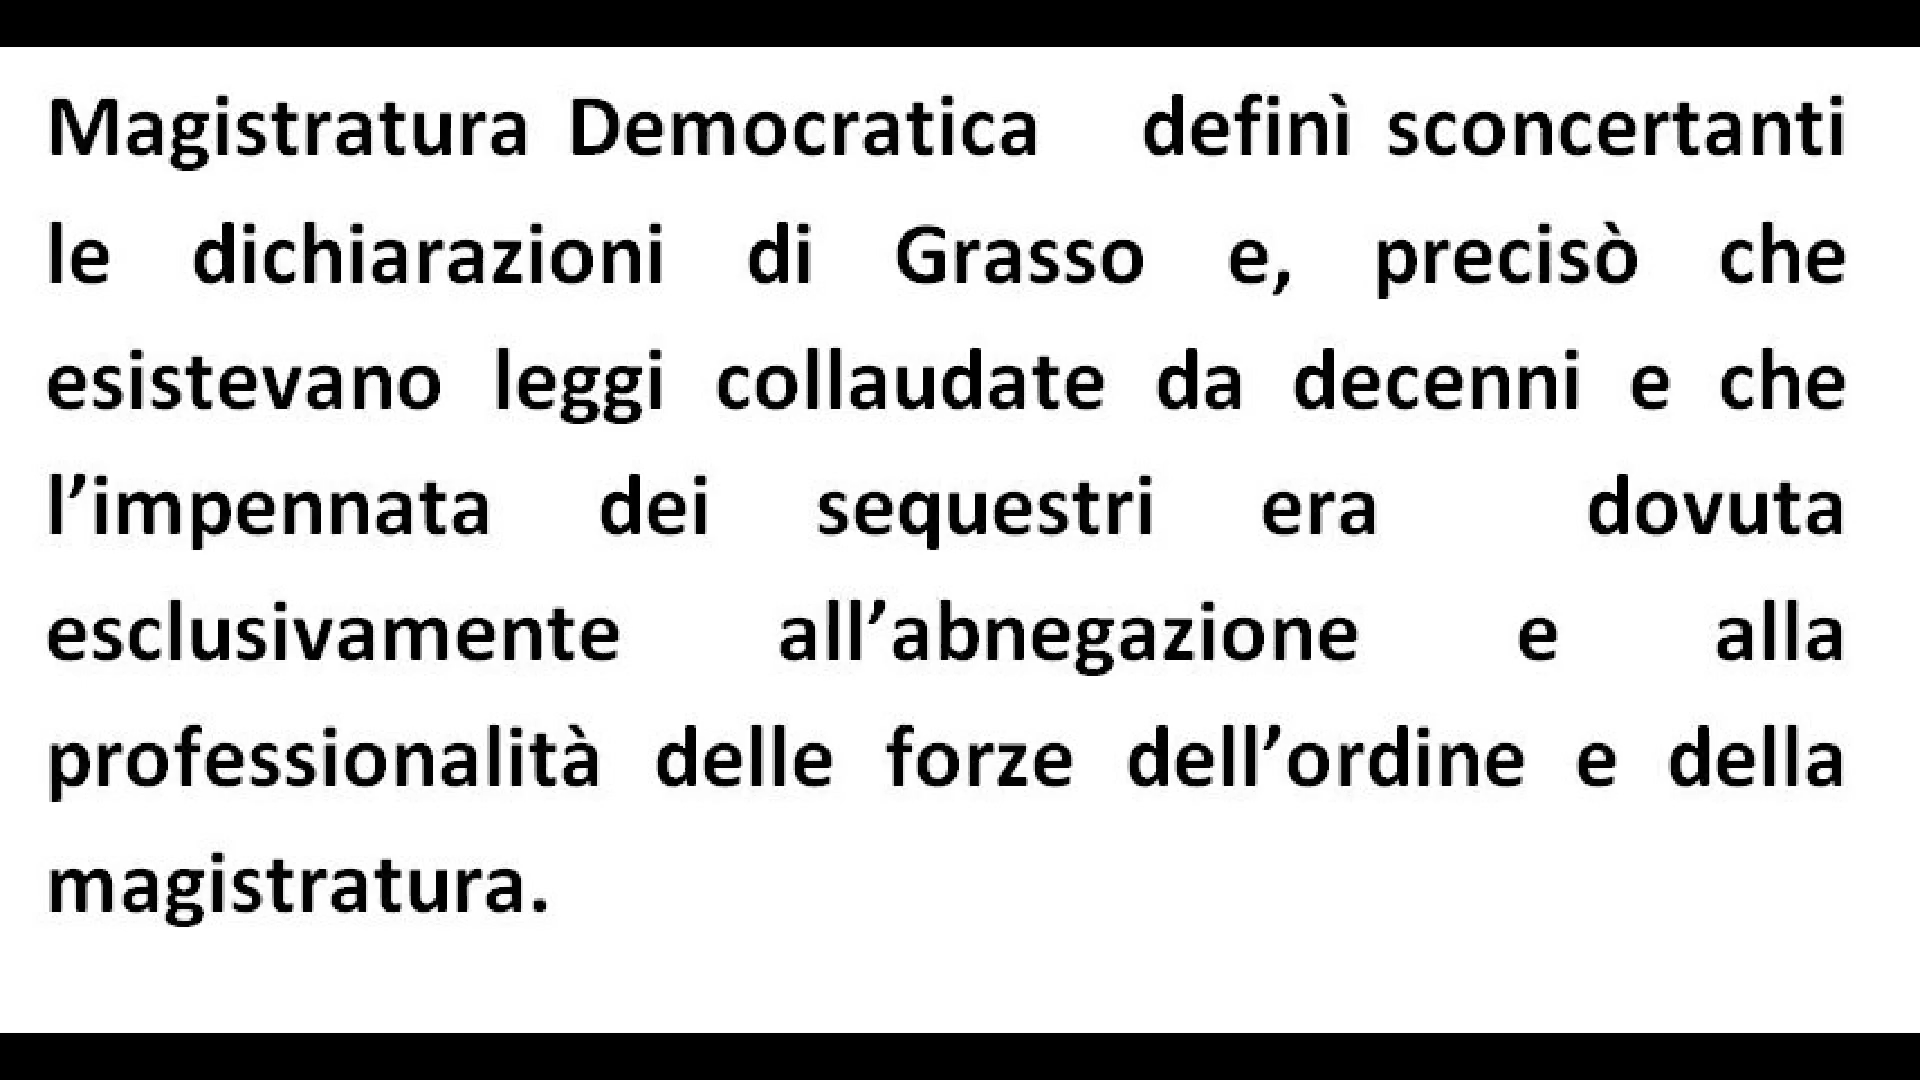 Magistratura Democratica definì sconcertanti
le dichiarazioni di Grasso e, precisò che
esistevano leggi collaudate da decenni e che
l’impennata dei sequestri era dovuta
esclusivamente all’abnegazione e alla
professionalità delle forze dell’ordine e della
magistratura.